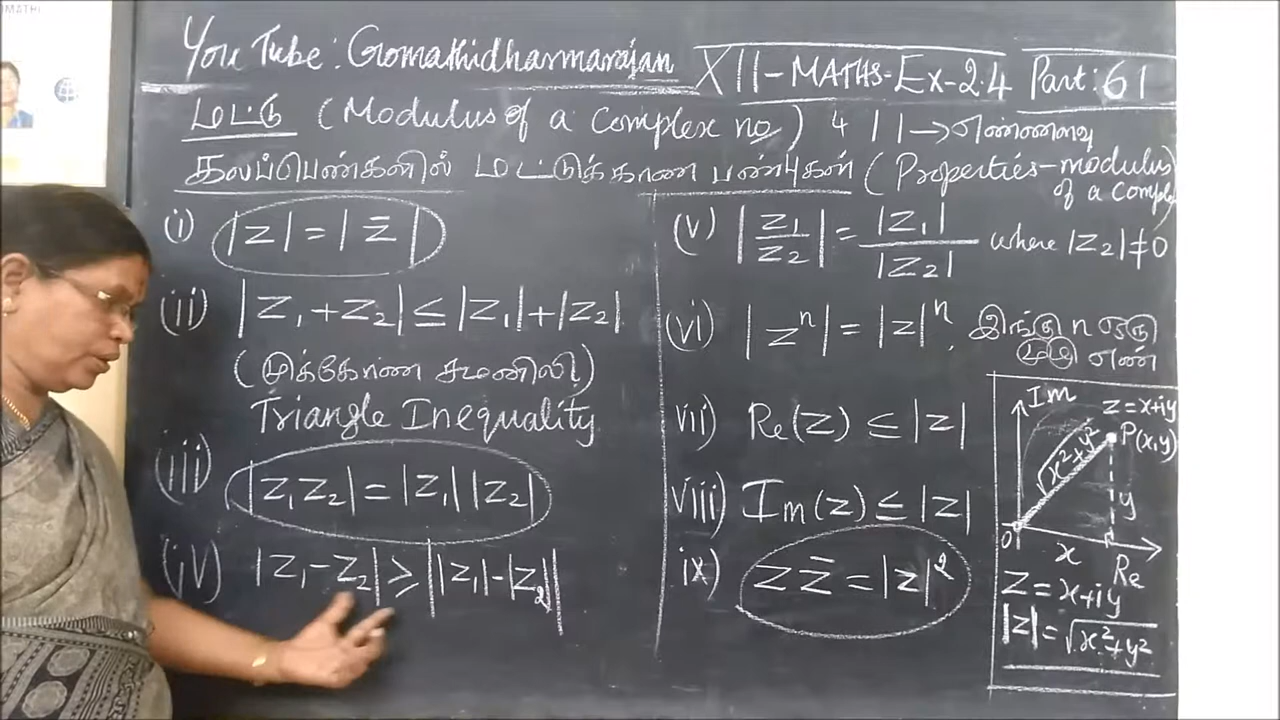 OMATHI
YouTube: Gomathidharmarajan XII-MATHS-Ex-2.4 Part:61
மட்டு (Modulus of a Complex no) 4 | | → எண்ணளவு
கலப்பெண்களின் மட்டுக்கான பண்புகள் (Properties-modulus
of a Comple
(i) |z| = |z̄|
(ii) |Z₁+Z₂| ≤ |Z₁|+|Z₂|
(முக்கோண சமனிலி)
Triangle Inequality
(iii) |Z₁Z₂| = |Z₁| |Z₂|
(iv) |Z₁-Z₂| ≥ ||Z₁|-|Z₂||
(v) |Z₁/Z₂| = |Z₁|/|Z₂| where |Z₂| ≠ 0
(vi) |zⁿ| = |z|ⁿ, இங்கு n ஒரு
முழு எண்
vii) Re(z) ≤ |z|
viii) Im(z) ≤ |z|
ix) Z Z̄ = |z|²
Im
z=x+iy
P(x,y)
√x²+y²
y
0
x
Re
Z = x+iy
|z| = √x²+y²